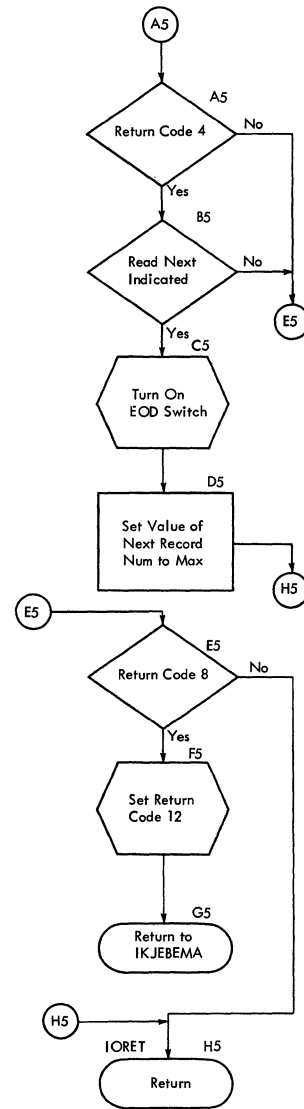 A5
A5
Return Code 4
No
Yes
B5
Read Next
Indicated
No
E5
Yes
C5
Turn On
EOD Switch
D5
Set Value of
Next Record
Num to Max
H5
E5
E5
Return Code 8
No
Yes
F5
Set Return
Code 12
G5
Return to
IKJEBEMA
H5
IORET
H5
Return